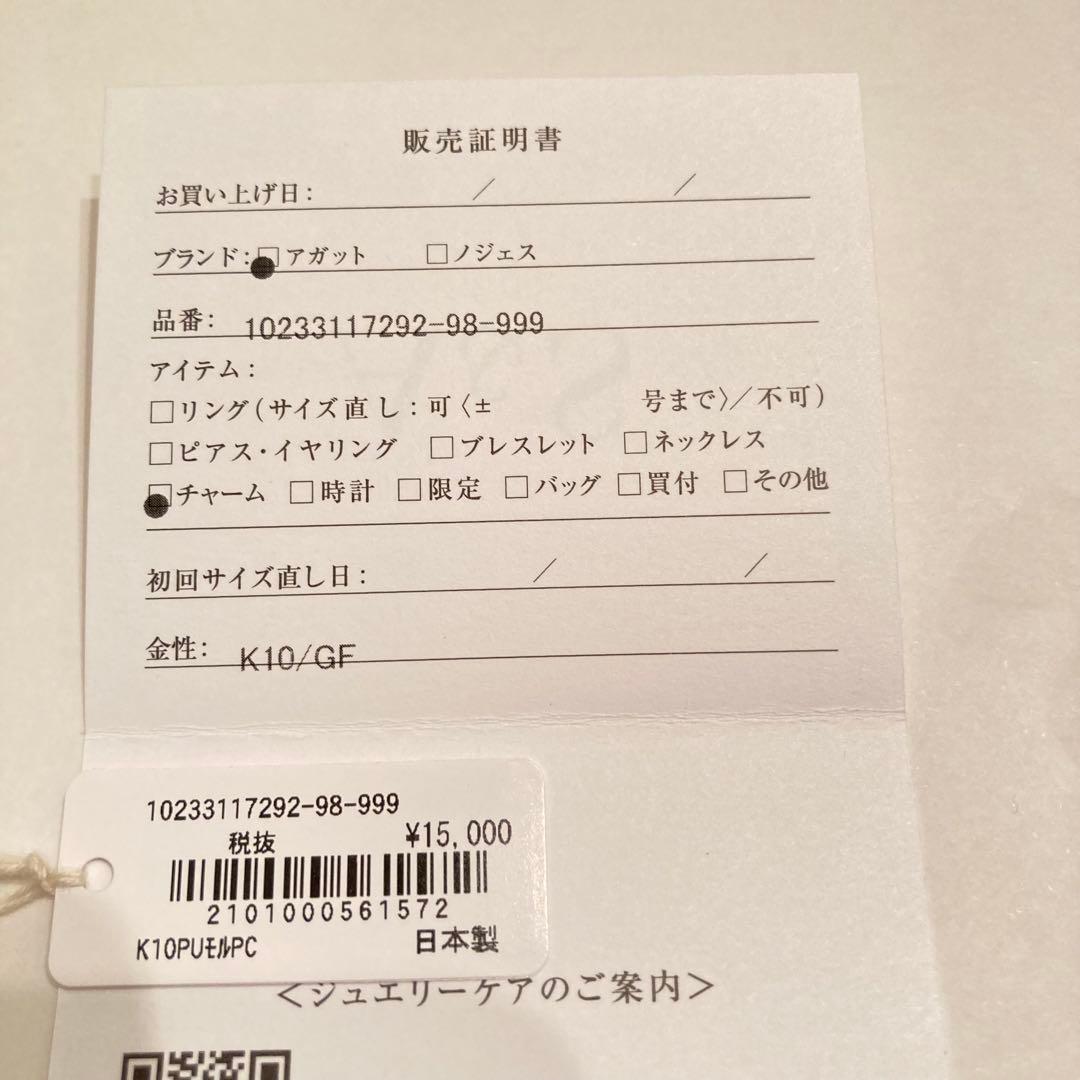 販売証明書
お買い上げ日: ／ ／
ブランド: □アガット □ノジェス
品番: 10233117292-98-999
アイテム:
□リング(サイズ直し:可〈± 号まで〉／不可)
□ピアス・イヤリング □ブレスレット □ネックレス
□チャーム □時計 □限定 □バッグ □買付 □その他
初回サイズ直し日: ／ ／
金性: K10/GF
10233117292-98-999
税抜 ¥15,000
2101000561572
K10PUﾓﾙPC 日本製
＜ジュエリーケアのご案内＞